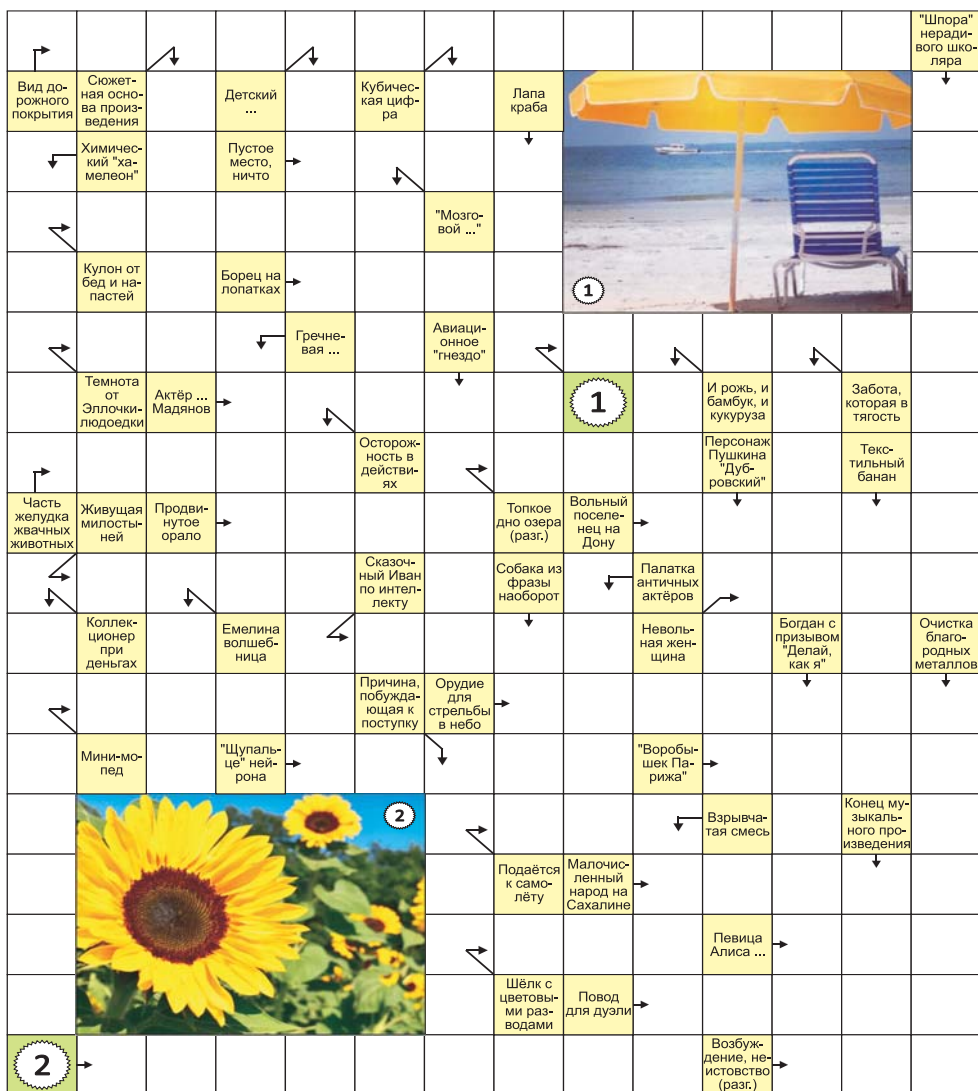 "Шпора"
неради-
вого шко-
ляра
Вид до-
рожного
покрытия
Сюжет-
ная осно-
ва произ-
ведения
Детский
...
Кубичес-
кая циф-
ра
Лапа
краба
Химичес-
кий "ха-
мелеон"
Пустое
место,
ничто
"Мозго-
вой ..."
Кулон от
бед и на-
пастей
Борец на
лопатках
1
Гречне-
вая ...
Авиаци-
онное
"гнездо"
Темнота
от
Эллочки-
людоедки
Актёр ...
Мадянов
1
И рожь, и
бамбук, и
кукуруза
Забота,
которая в
тягость
Осторож-
ность в
действи-
ях
Персонаж
Пушкина
"Дуб-
ровский"
Текс-
тильный
банан
Часть
желудка
жвачных
животных
Живущая
милосты-
ней
Продви-
нутое
орало
Топкое
дно озера
(разг.)
Вольный
поселе-
нец на
Дону
Сказоч-
ный Иван
по интел-
лекту
Собака из
фразы
наоборот
Палатка
античных
актёров
Коллек-
ционер
при
деньгах
Емелина
волшеб-
ница
Неволь-
ная жен-
щина
Богдан с
призывом
"Делай,
как я"
Очистка
благо-
родных
металлов
Причина,
побужда-
ющая к
поступку
Орудие
для
стрельбы
в небо
Мини-мо-
пед
"Щупаль-
це" ней-
рона
"Воробы-
шек Па-
рижа"
2
Взрывча-
тая смесь
Конец му-
зыкаль-
ного про-
изведения
Подаётся
к само-
лёту
Малочис-
ленный
народ на
Сахалине
Певица
Алиса ...
Шёлк с
цветовы-
ми раз-
водами
Повод
для дуэли
2
Возбуж-
дение, не-
истовство
(разг.)